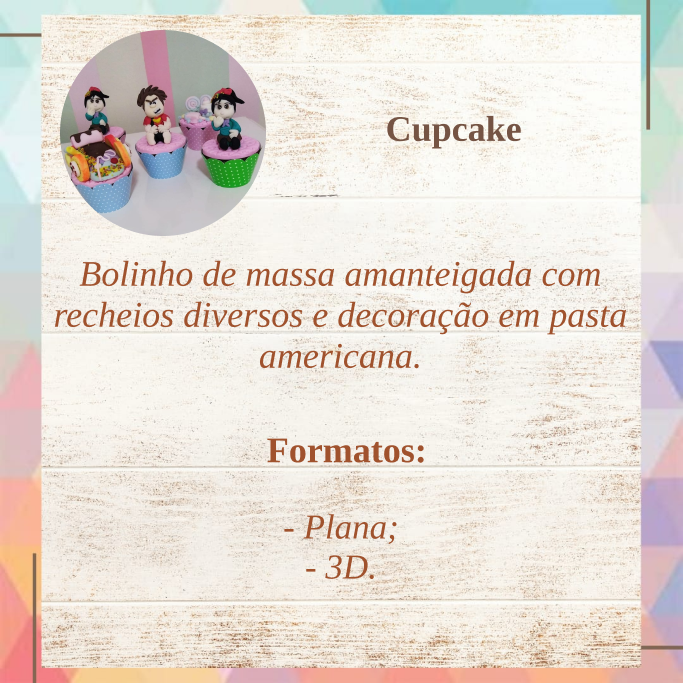 Cupcake
Bolinho de massa amanteigada com
recheios diversos e decoração em pasta
americana.
Formatos:
- Plana;
- 3D.